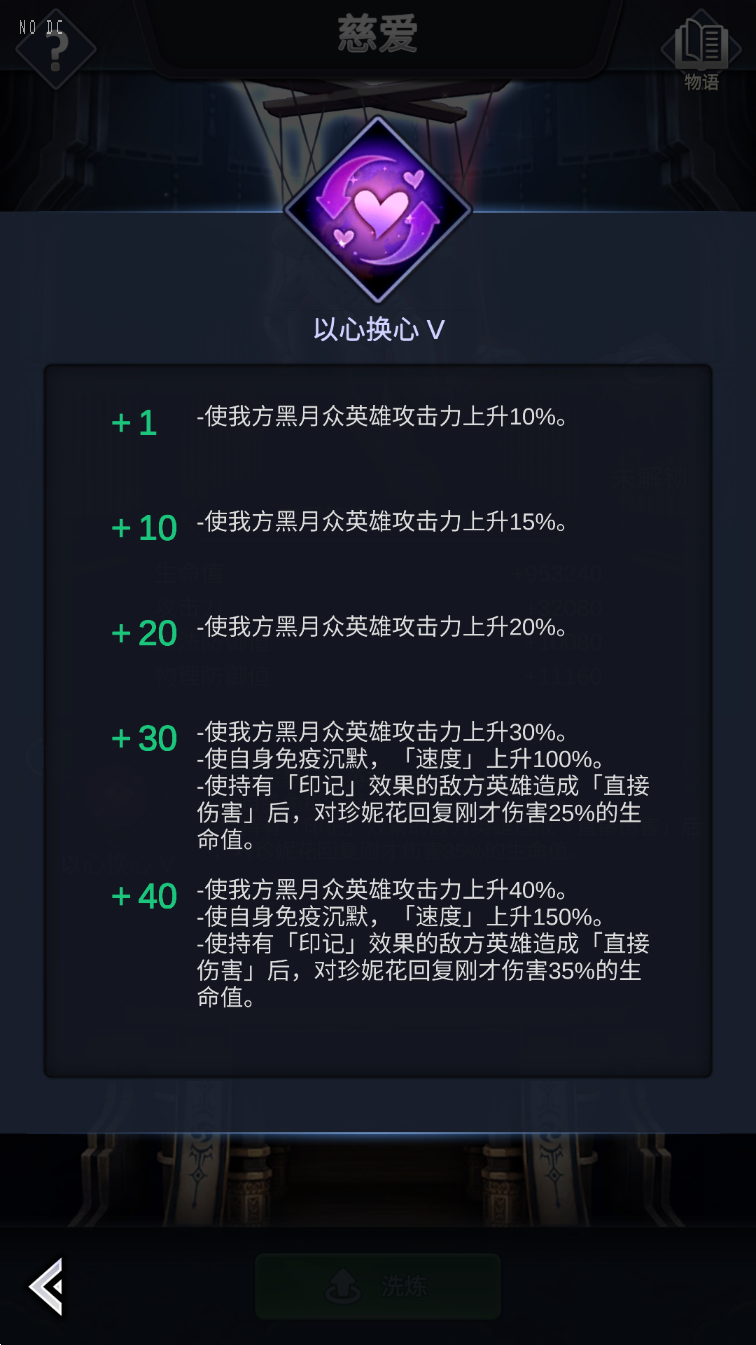 NO DC
?
慈爱
物语
以心换心 V
+1 -使我方黑月众英雄攻击力上升10%。
+10 -使我方黑月众英雄攻击力上升15%。
+20 -使我方黑月众英雄攻击力上升20%。
+30 -使我方黑月众英雄攻击力上升30%。
-使自身免疫沉默，「速度」上升100%。
-使持有「印记」效果的敌方英雄造成「直接
伤害」后，对珍妮花回复刚才伤害25%的生
命值。
+40 -使我方黑月众英雄攻击力上升40%。
-使自身免疫沉默，「速度」上升150%。
-使持有「印记」效果的敌方英雄造成「直接
伤害」后，对珍妮花回复刚才伤害35%的生
命值。
洗炼